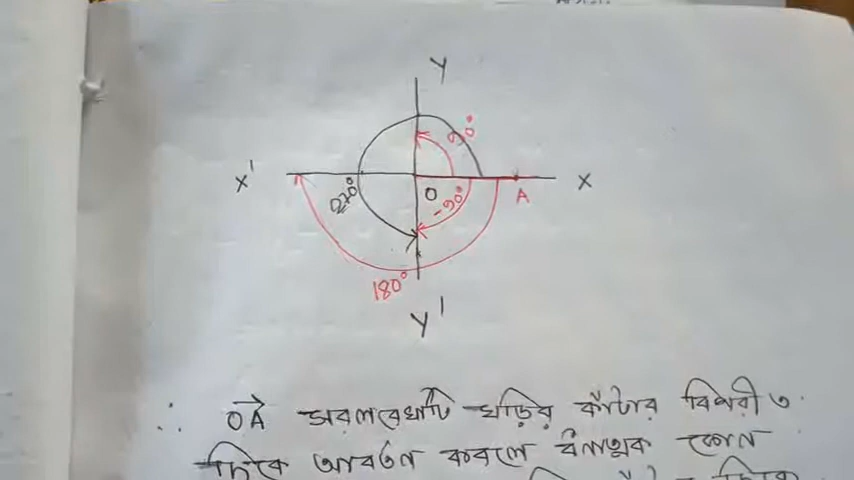 Y
90°
X'
X
270°
O
-90°
A
180°
Y'
∴ OA সরলরেখাটি ঘড়ির কাঁটার বিপরীত
দিকে আবর্তন করলে ধনাত্মক কোন